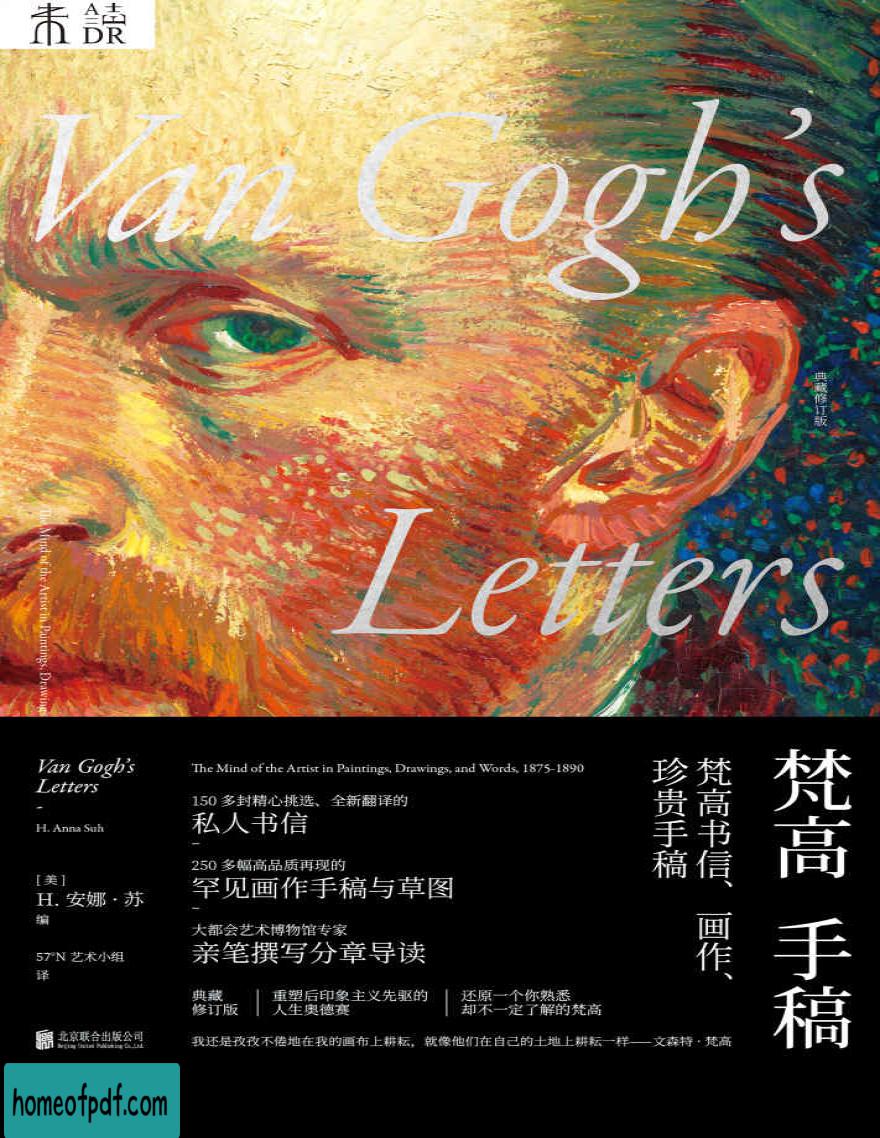 未読
A
DR
Van Gogh's
典藏修订版
Letters
The Mind of the Artist in Paintings, Drawings
Van Gogh's
Letters
-
H. Anna Suh
[ 美 ]
H. 安娜 · 苏
编
57°N 艺术小组
译
北京联合出版公司
Beijing United Publishing Co.,Ltd.
The Mind of the Artist in Paintings, Drawings, and Words, 1875-1890
150 多封精心挑选、全新翻译的
私人书信
–
250 多幅高品质再现的
罕见画作手稿与草图
–
大都会艺术博物馆专家
亲笔撰写分章导读
典藏
修订版
重塑后印象主义先驱的
人生奥德赛
还原一个你熟悉
却不一定了解的梵高
我还是孜孜不倦地在我的画布上耕耘，就像他们在自己的土地上耕耘一样——文森特 · 梵高
梵高书信、画作、
珍贵手稿
梵高 手稿
homeofpdf.com